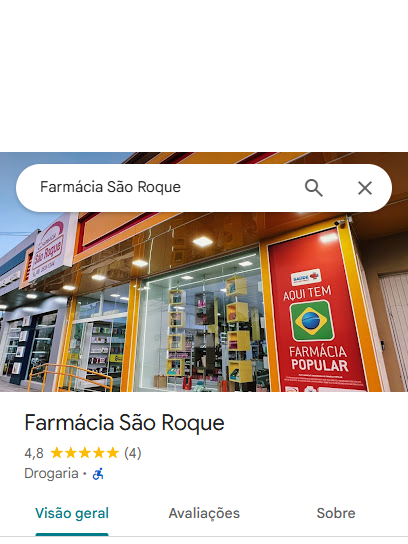 Farmácia São Roque
FARMÁCIA
São Roque
SAÚDE
AQUI TEM
FARMÁCIA
POPULAR
Farmácia São Roque
4,8 ★★★★★ (4)
Drogaria ·
Visão geral
Avaliações
Sobre